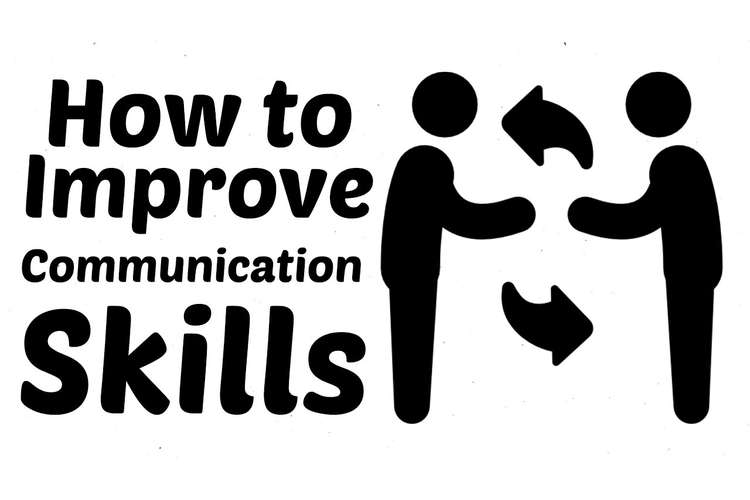 How to
Improve
Communication
Skills